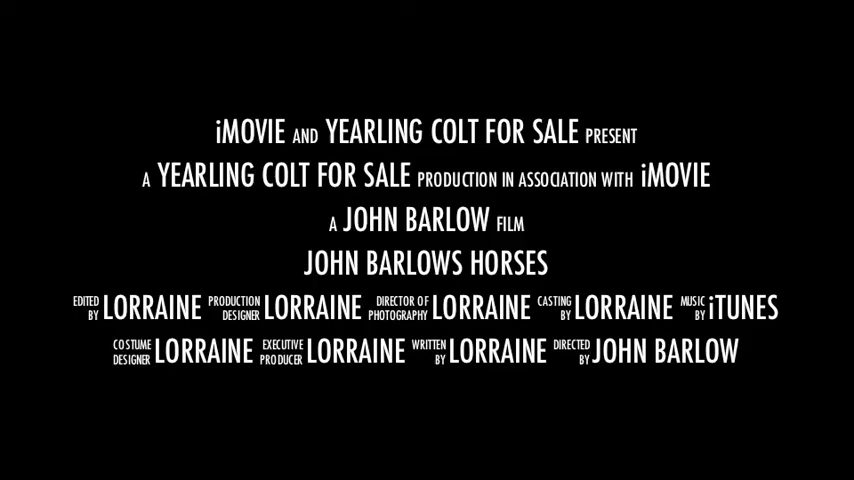 iMOVIE AND YEARLING COLT FOR SALE PRESENT
A YEARLING COLT FOR SALE PRODUCTION IN ASSOCIATION WITH iMOVIE
A JOHN BARLOW FILM
JOHN BARLOWS HORSES
EDITED BY LORRAINE PRODUCTION DESIGNER LORRAINE DIRECTOR OF PHOTOGRAPHY LORRAINE CASTING BY LORRAINE MUSIC BY iTUNES
COSTUME DESIGNER LORRAINE EXECUTIVE PRODUCER LORRAINE WRITTEN BY LORRAINE DIRECTED BY JOHN BARLOW